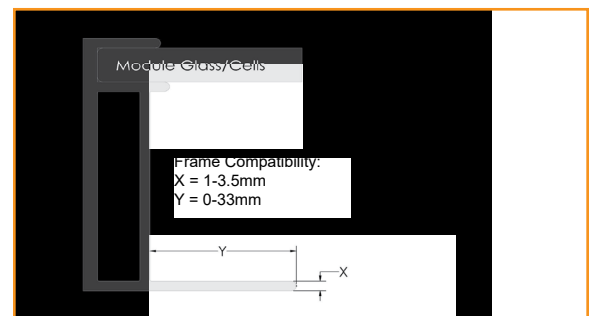 Module Glass/Cells
Frame Compatibility:
X = 1-3.5mm
Y = 0-33mm
Y
X